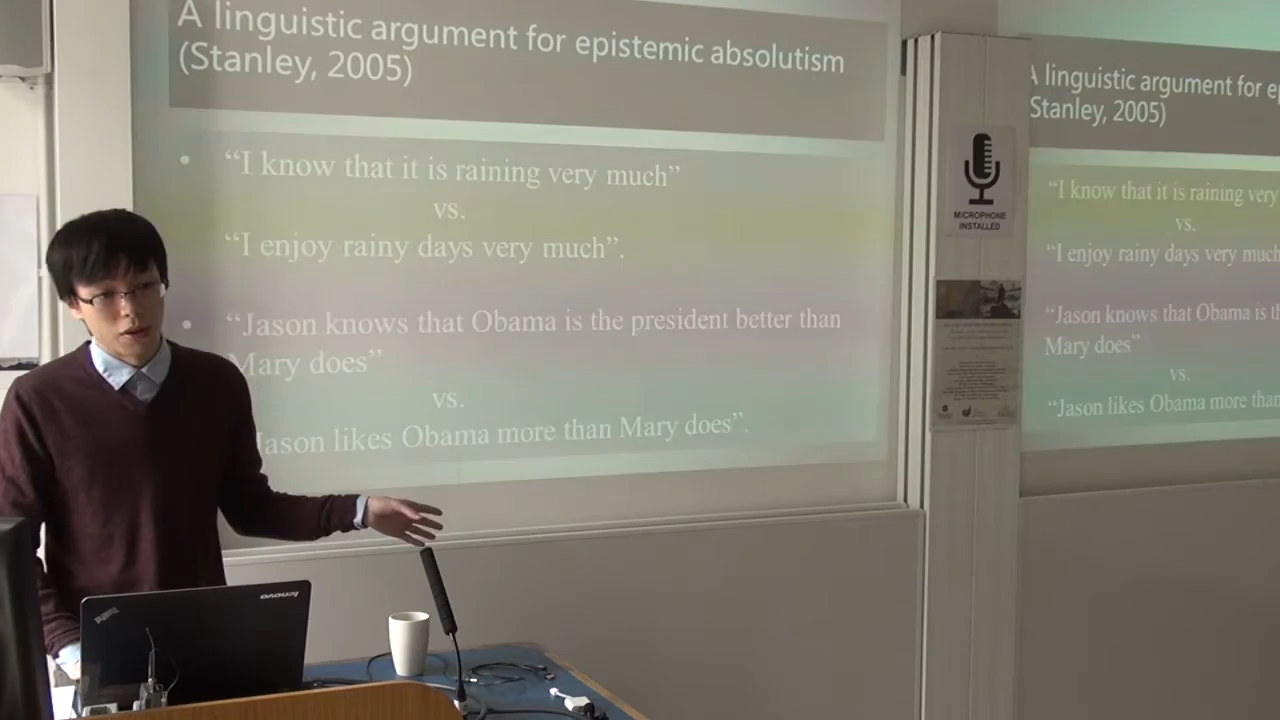 A linguistic argument for epistemic absolutism
(Stanley, 2005)
• “I know that it is raining very much”
vs.
“I enjoy rainy days very much”.
• “Jason knows that Obama is the president better than
Mary does”
vs.
Jason likes Obama more than Mary does”.
MICROPHONE
INSTALLED
A linguistic argument for ep
Stanley, 2005)
“I know that it is raining very
vs.
“I enjoy rainy days very much
“Jason knows that Obama is th
Mary does”
vs.
“Jason likes Obama more than
lenovo
ThinkPad